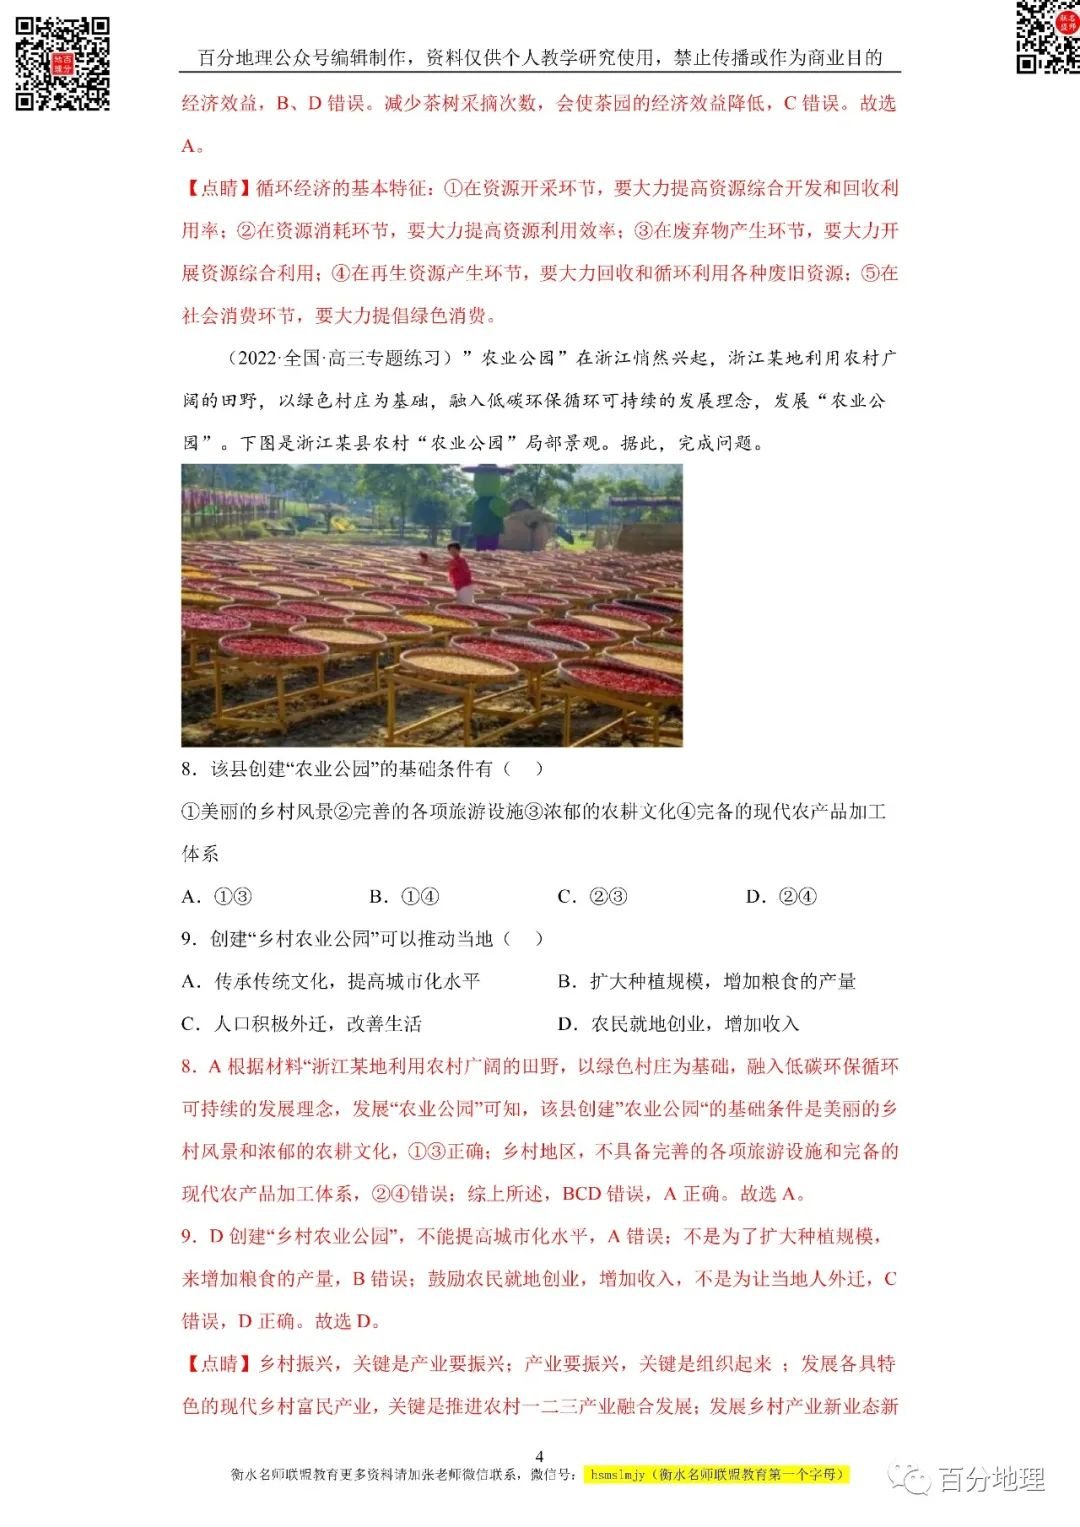 百分地理公众号编辑制作，资料仅供个人教学研究使用，禁止传播或作为商业目的
经济效益，B、D 错误。减少茶树采摘次数，会使茶园的经济效益降低，C 错误。故选
A。
【点睛】循环经济的基本特征：①在资源开采环节，要大力提高资源综合开发和回收利
用率；②在资源消耗环节，要大力提高资源利用效率；③在废弃物产生环节，要大力开
展资源综合利用；④在再生资源产生环节，要大力回收和循环利用各种废旧资源；⑤在
社会消费环节，要大力提倡绿色消费。
（2022·全国·高三专题练习）”农业公园”在浙江悄然兴起，浙江某地利用农村广
阔的田野，以绿色村庄为基础，融入低碳环保循环可持续的发展理念，发展“农业公
园”。下图是浙江某县农村“农业公园”局部景观。据此，完成问题。
8．该县创建“农业公园”的基础条件有（ ）
①美丽的乡村风景②完善的各项旅游设施③浓郁的农耕文化④完备的现代农产品加工
体系
A．①③ B．①④ C．②③ D．②④
9．创建“乡村农业公园”可以推动当地（ ）
A．传承传统文化，提高城市化水平 B．扩大种植规模，增加粮食的产量
C．人口积极外迁，改善生活 D．农民就地创业，增加收入
8．A 根据材料“浙江某地利用农村广阔的田野，以绿色村庄为基础，融入低碳环保循环
可持续的发展理念，发展“农业公园”可知，该县创建”农业公园“的基础条件是美丽的乡
村风景和浓郁的农耕文化，①③正确；乡村地区，不具备完善的各项旅游设施和完备的
现代农产品加工体系，②④错误；综上所述，BCD 错误，A 正确。故选 A。
9．D 创建“乡村农业公园”，不能提高城市化水平，A 错误；不是为了扩大种植规模，
来增加粮食的产量，B 错误；鼓励农民就地创业，增加收入，不是为让当地人外迁，C
错误，D 正确。故选 D。
【点睛】乡村振兴，关键是产业要振兴；产业要振兴，关键是组织起来 ；发展各具特
色的现代乡村富民产业，关键是推进农村一二三产业融合发展；发展乡村产业新业态新
4
衡水名师联盟教育更多资料请加张老师微信联系，微信号： hsmslmjy（衡水名师联盟教育第一个字母）
百分地理